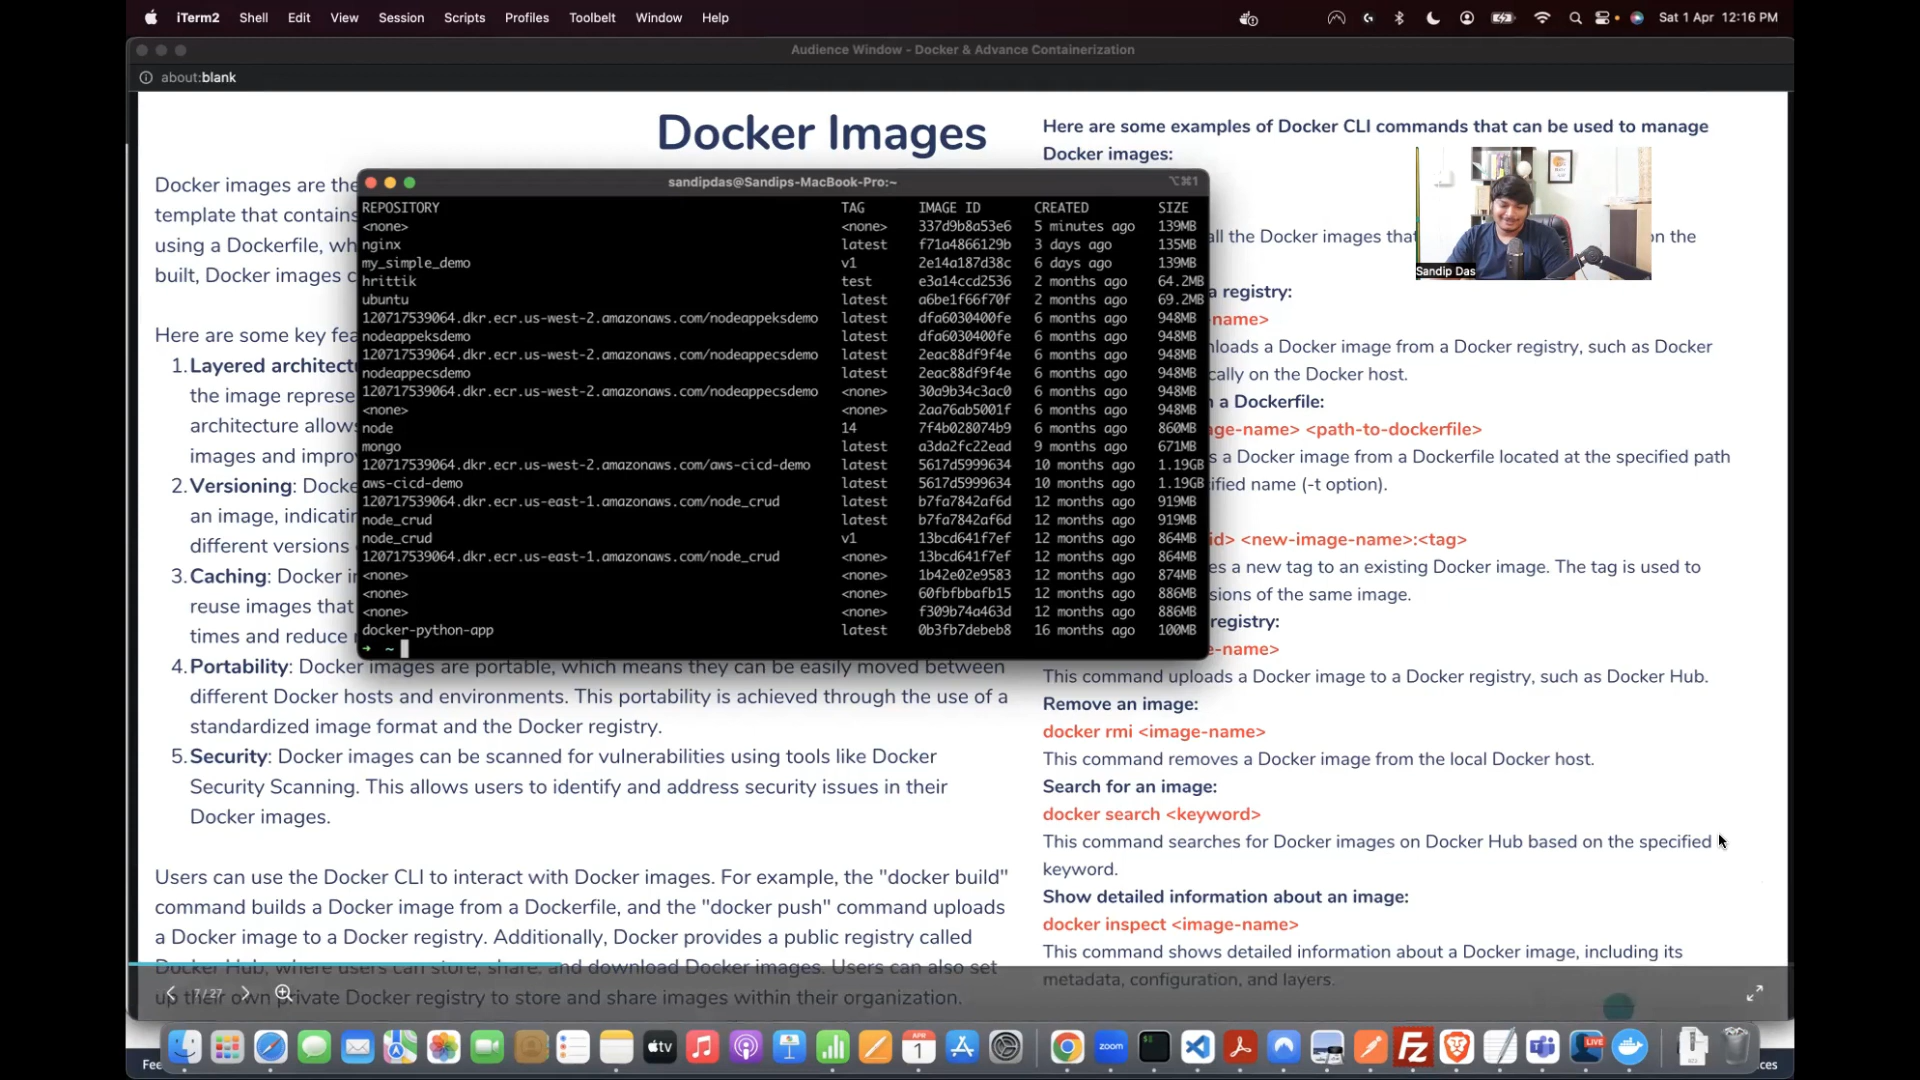 iTerm2 Shell Edit View Session Scripts Profiles Toolbelt Window Help Sat 1 Apr 12:16 PM
Audience Window - Docker & Advance Containerization
about:blank
Docker Images
Docker images are the
template that contains
using a Dockerfile, wh
built, Docker images c
Here are some key fea
1. Layered architectu
the image represe
architecture allows
images and improv
2. Versioning: Docke
an image, indicatin
different versions o
3. Caching: Docker i
reuse images that
times and reduce n
4. Portability: Docker images are portable, which means they can be easily moved between
different Docker hosts and environments. This portability is achieved through the use of a
standardized image format and the Docker registry.
5. Security: Docker images can be scanned for vulnerabilities using tools like Docker
Security Scanning. This allows users to identify and address security issues in their
Docker images.
Users can use the Docker CLI to interact with Docker images. For example, the "docker build"
command builds a Docker image from a Dockerfile, and the "docker push" command uploads
a Docker image to a Docker registry. Additionally, Docker provides a public registry called
Docker Hub, where users can store, share, and download Docker images. Users can also set
up their own private Docker registry to store and share images within their organization.
sandipdas@Sandips-MacBook-Pro:~ ⌥⌘1
REPOSITORY TAG IMAGE ID CREATED SIZE
<none> <none> 337d9b8a53e6 5 minutes ago 139MB
nginx latest f71a4866129b 3 days ago 135MB
my_simple_demo v1 2e14a187d38c 6 days ago 139MB
hrittik test e3a14ccd2536 2 months ago 64.2MB
ubuntu latest a6be1f66f70f 2 months ago 69.2MB
120717539064.dkr.ecr.us-west-2.amazonaws.com/nodeappeksdemo latest dfa6030400fe 6 months ago 948MB
nodeappeksdemo latest dfa6030400fe 6 months ago 948MB
120717539064.dkr.ecr.us-west-2.amazonaws.com/nodeappecsdemo latest 2eac88df9f4e 6 months ago 948MB
nodeappecsdemo latest 2eac88df9f4e 6 months ago 948MB
120717539064.dkr.ecr.us-west-2.amazonaws.com/nodeappecsdemo <none> 30a9b34c3ac0 6 months ago 948MB
<none> <none> 2aa76ab5001f 6 months ago 948MB
node 14 7f4b028074b9 6 months ago 860MB
mongo latest a3da2fc22ead 9 months ago 671MB
120717539064.dkr.ecr.us-west-2.amazonaws.com/aws-cicd-demo latest 5617d5999634 10 months ago 1.19GB
aws-cicd-demo latest 5617d5999634 10 months ago 1.19GB
120717539064.dkr.ecr.us-east-1.amazonaws.com/node_crud latest b7fa7842af6d 12 months ago 919MB
node_crud latest b7fa7842af6d 12 months ago 919MB
node_crud v1 13bcd641f7ef 12 months ago 864MB
120717539064.dkr.ecr.us-east-1.amazonaws.com/node_crud <none> 13bcd641f7ef 12 months ago 864MB
<none> <none> 1b42e02e9583 12 months ago 874MB
<none> <none> 60fbfbbafb15 12 months ago 886MB
<none> <none> f309b74a463d 12 months ago 886MB
docker-python-app latest 0b3fb7debeb8 16 months ago 100MB
➜ ~
Here are some examples of Docker CLI commands that can be used to manage
Docker images:
Sandip Das
all the Docker images that on the
a registry:
-name>
nloads a Docker image from a Docker registry, such as Docker
cally on the Docker host.
n a Dockerfile:
ge-name> <path-to-dockerfile>
s a Docker image from a Dockerfile located at the specified path
ified name (-t option).
id> <new-image-name>:<tag>
es a new tag to an existing Docker image. The tag is used to
sions of the same image.
registry:
e-name>
This command uploads a Docker image to a Docker registry, such as Docker Hub.
Remove an image:
docker rmi <image-name>
This command removes a Docker image from the local Docker host.
Search for an image:
docker search <keyword>
This command searches for Docker images on Docker Hub based on the specified
keyword.
Show detailed information about an image:
docker inspect <image-name>
This command shows detailed information about a Docker image, including its
metadata, configuration, and layers.
7 / 27
APR
1
tv
zoom
LIVE
Fee
ces